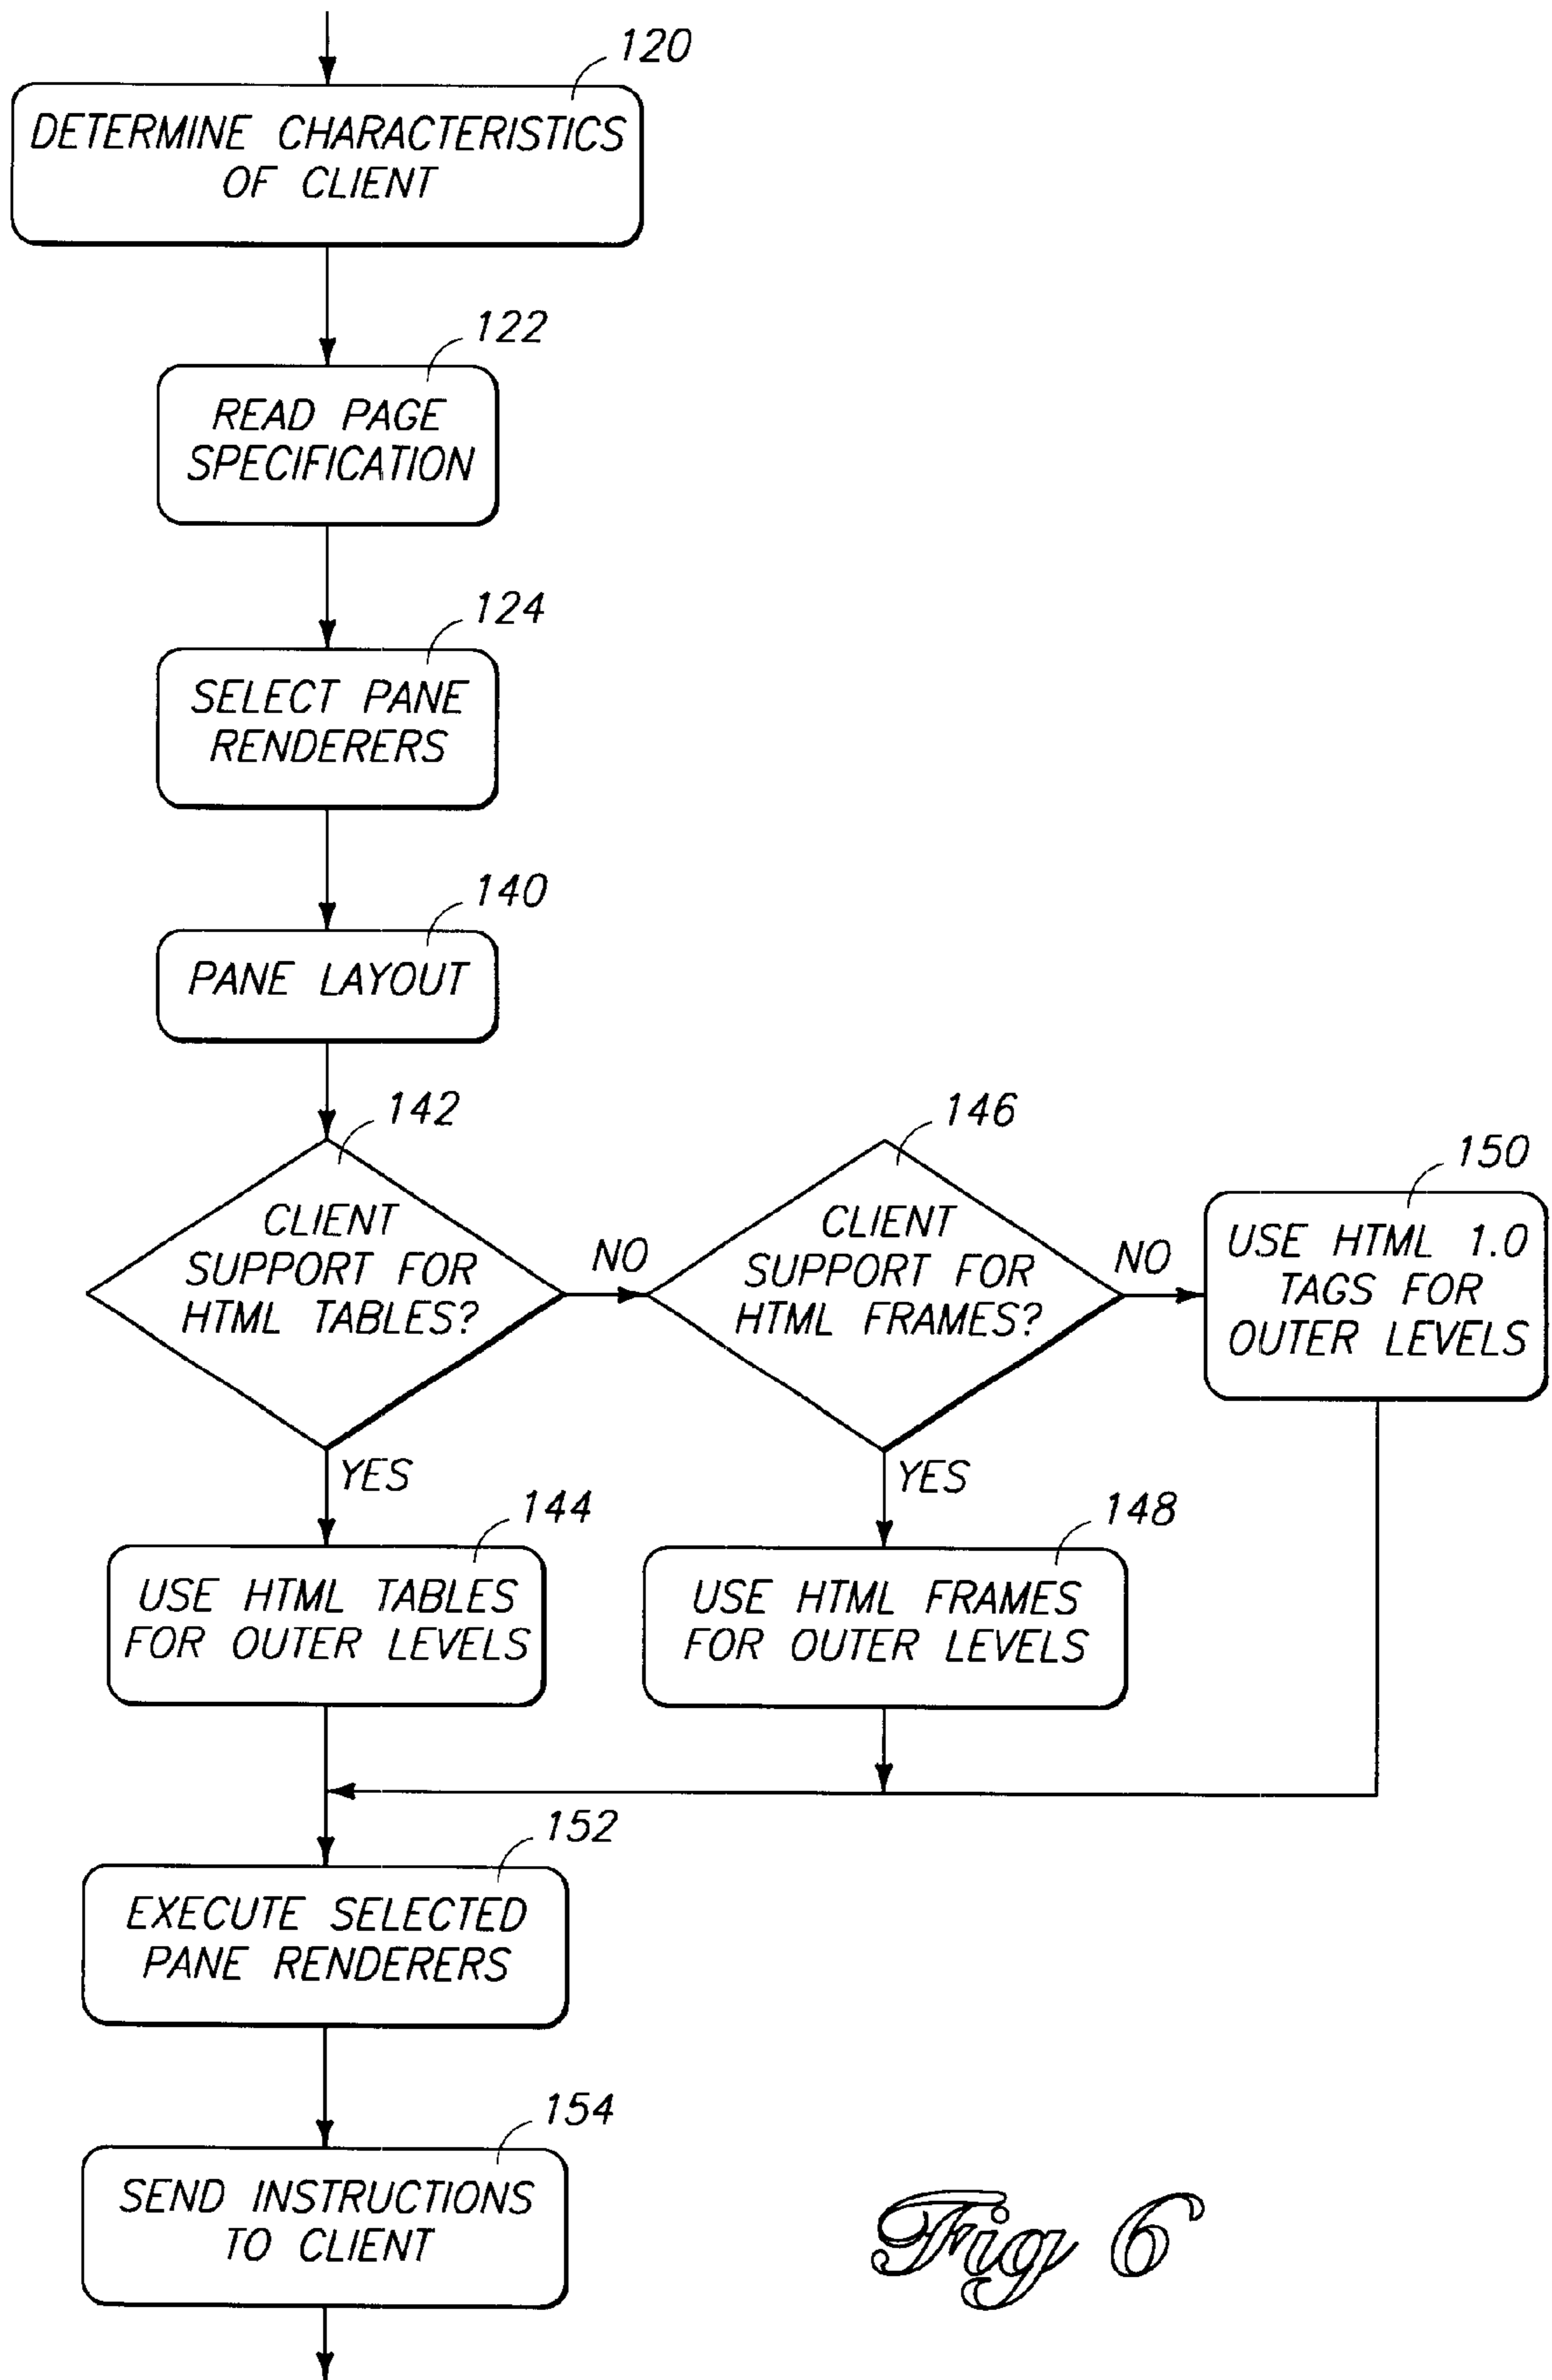 120
DETERMINE CHARACTERISTICS
OF CLIENT
122
READ PAGE
SPECIFICATION
124
SELECT PANE
RENDERERS
140
PANE LAYOUT
142
CLIENT
SUPPORT FOR
HTML TABLES?
NO
146
CLIENT
SUPPORT FOR
HTML FRAMES?
NO
150
USE HTML 1.0
TAGS FOR
OUTER LEVELS
YES
144
USE HTML TABLES
FOR OUTER LEVELS
YES
148
USE HTML FRAMES
FOR OUTER LEVELS
152
EXECUTE SELECTED
PANE RENDERERS
154
SEND INSTRUCTIONS
TO CLIENT
Fig 6